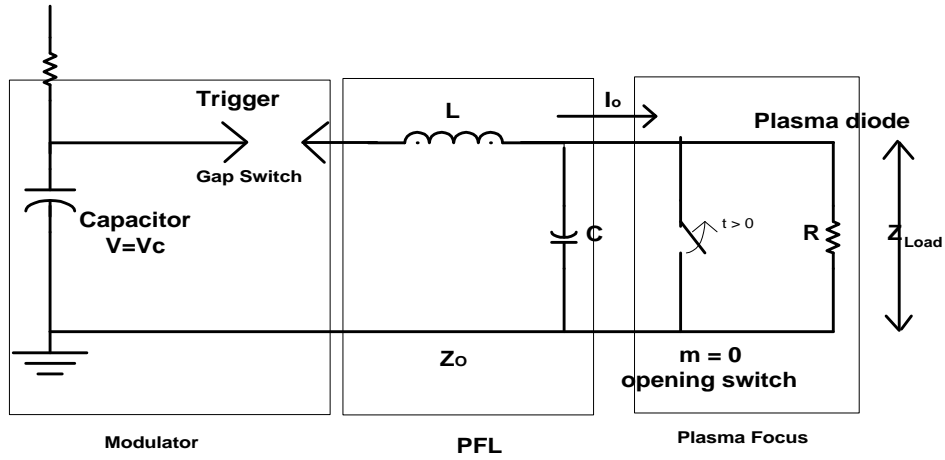 Trigger
Gap Switch
Capacitor
V=Vc
L
Io
C
Zo
Plasma diode
t > 0
R
ZLoad
m = 0
opening switch
Modulator
PFL
Plasma Focus